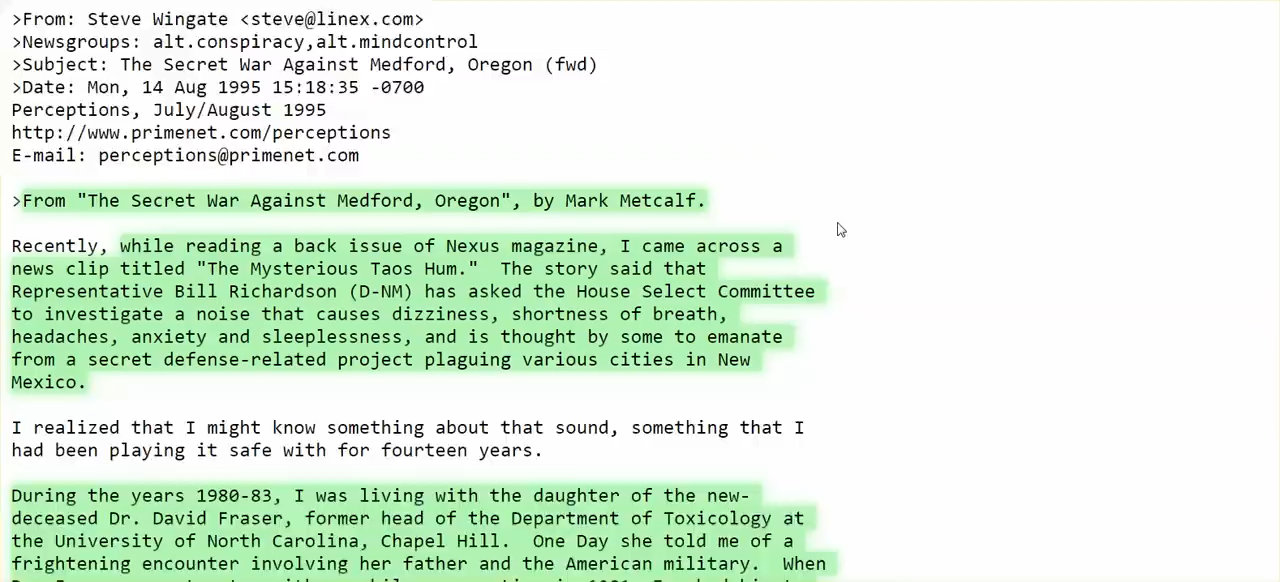 >From: Steve Wingate <steve@linex.com>
>Newsgroups: alt.conspiracy,alt.mindcontrol
>Subject: The Secret War Against Medford, Oregon (fwd)
>Date: Mon, 14 Aug 1995 15:18:35 -0700
Perceptions, July/August 1995
http://www.primenet.com/perceptions
E-mail: perceptions@primenet.com
>From "The Secret War Against Medford, Oregon", by Mark Metcalf.
Recently, while reading a back issue of Nexus magazine, I came across a
news clip titled "The Mysterious Taos Hum."  The story said that
Representative Bill Richardson (D-NM) has asked the House Select Committee
to investigate a noise that causes dizziness, shortness of breath,
headaches, anxiety and sleeplessness, and is thought by some to emanate
from a secret defense-related project plaguing various cities in New
Mexico.
I realized that I might know something about that sound, something that I
had been playing it safe with for fourteen years.
During the years 1980-83, I was living with the daughter of the new-
deceased Dr. David Fraser, former head of the Department of Toxicology at
the University of North Carolina, Chapel Hill.  One Day she told me of a
frightening encounter involving her father and the American military.  When